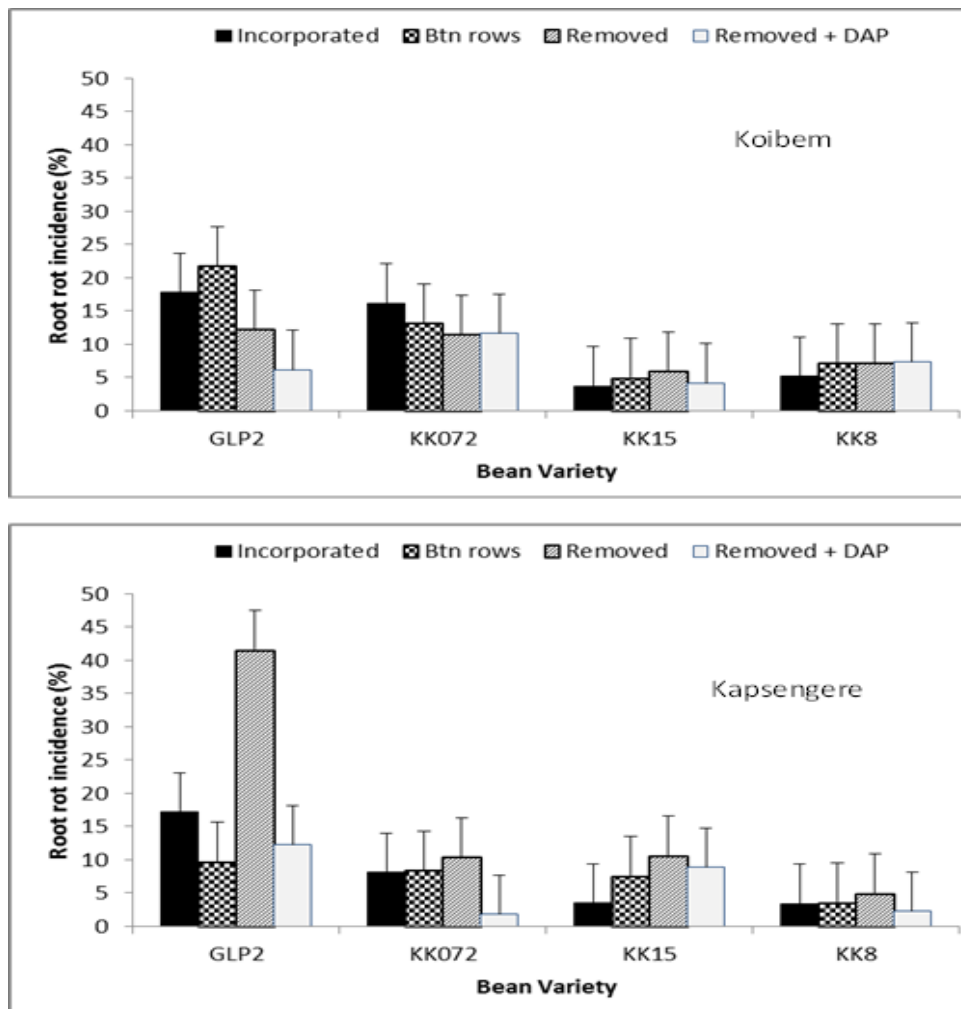 Incorporated Btn rows Removed Removed + DAP
Root rot incidence (%)
50
45
40
35
30
25
20
15
10
5
0
Koibem
GLP2 KK072 KK15 KK8
Bean Variety
Incorporated Btn rows Removed Removed + DAP
Root rot incidence (%)
50
45
40
35
30
25
20
15
10
5
0
Kapsengere
GLP2 KK072 KK15 KK8
Bean Variety